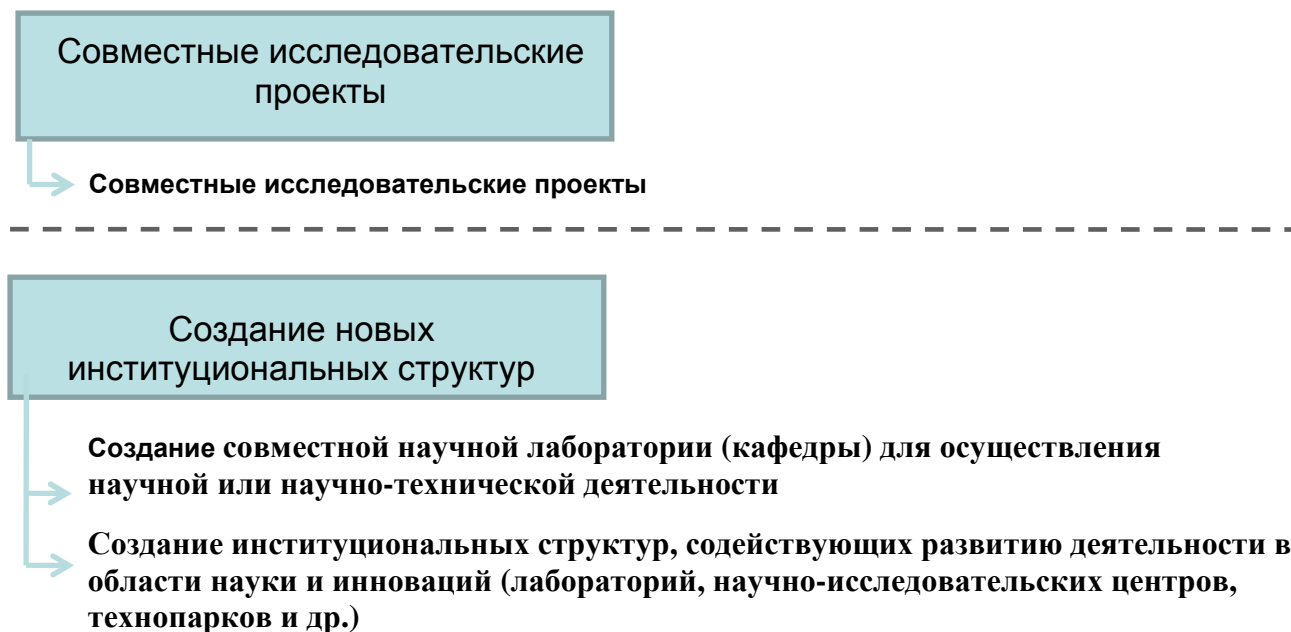 Совместные исследовательские
проекты
Совместные исследовательские проекты
Создание новых
институциональных структур
Создание совместной научной лаборатории (кафедры) для осуществления
научной или научно-технической деятельности
Создание институциональных структур, содействующих развитию деятельности в
области науки и инноваций (лабораторий, научно-исследовательских центров,
технопарков и др.)